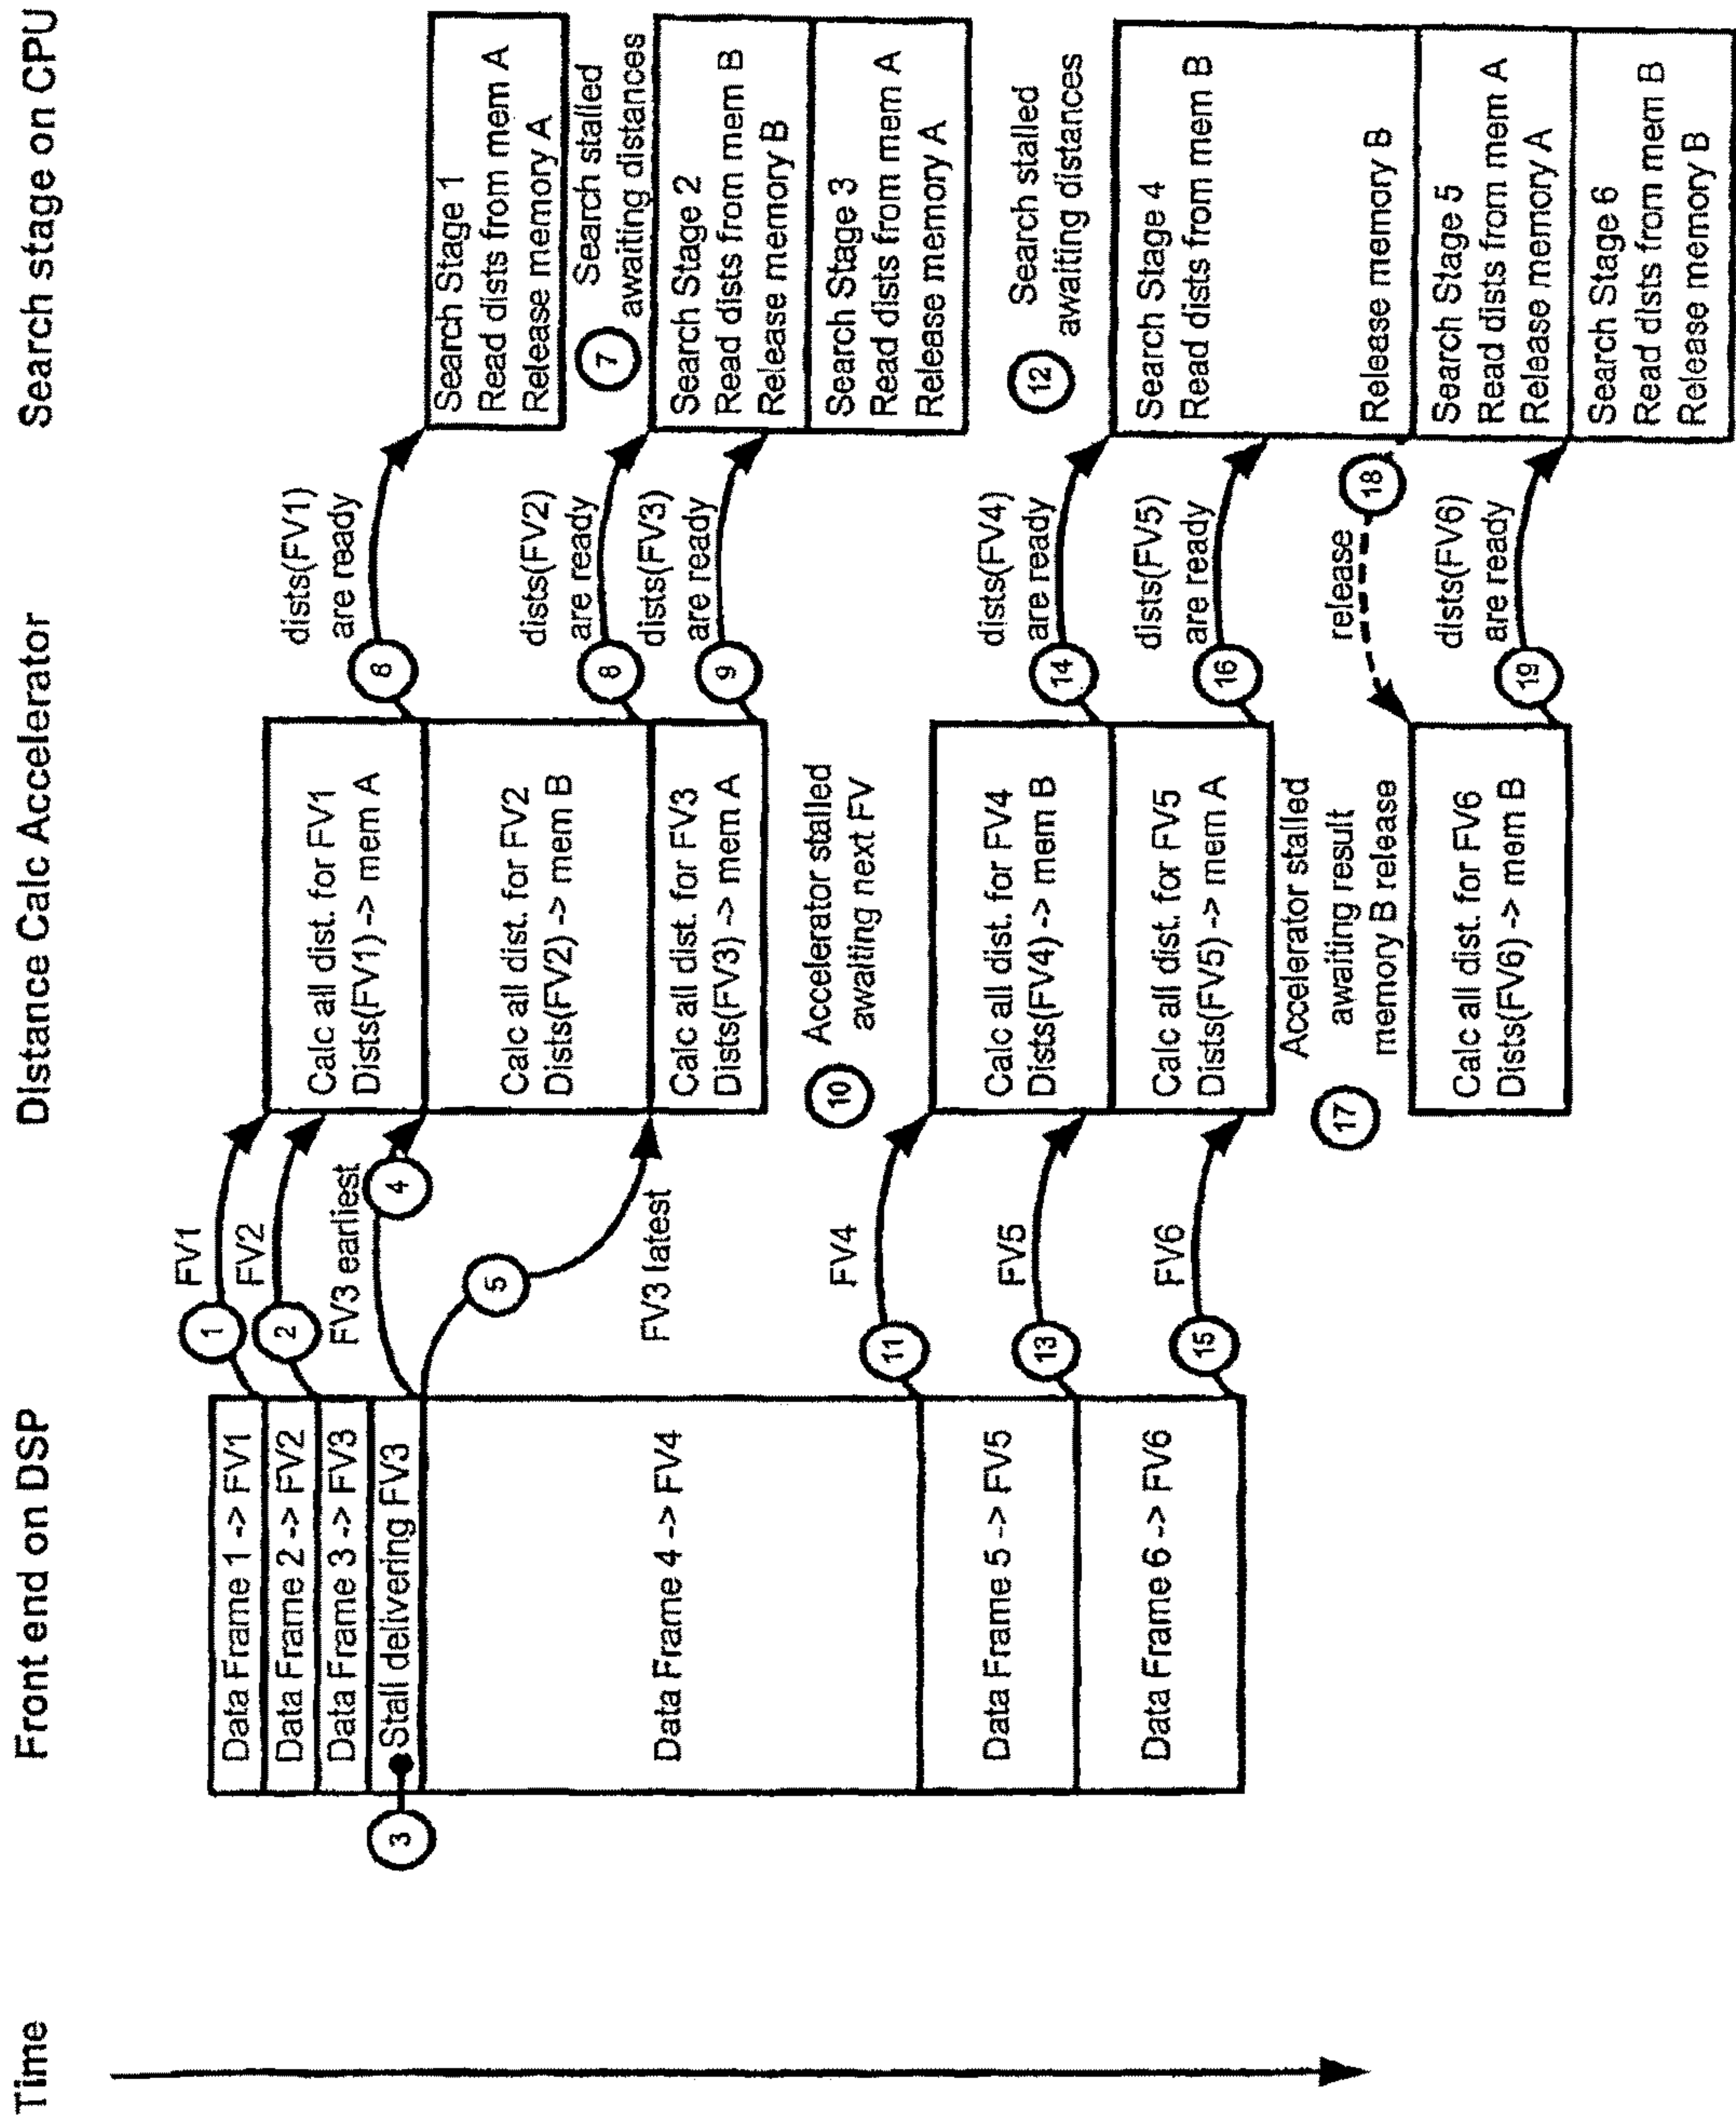 Time
Front end on DSP
Distance Calc Accelerator
Search stage on CPU
Data Frame 1 -> FV1
Data Frame 2 -> FV2
Data Frame 3 -> FV3
Stall delivering FV3
3
Data Frame 4 -> FV4
Data Frame 5 -> FV5
Data Frame 6 -> FV6
1
FV1
2
FV2
FV3 earliest
4
5
FV3 latest
11
FV4
13
FV5
15
FV6
Calc all dist. for FV1
Dists(FV1) -> mem A
Calc all dist. for FV2
Dists(FV2) -> mem B
Calc all dist. for FV3
Dists(FV3) -> mem A
10
Accelerator stalled
awaiting next FV
Calc all dist. for FV4
Dists(FV4) -> mem B
Calc all dist. for FV5
Dists(FV5) -> mem A
17
Accelerator stalled
awaiting result
memory B release
Calc all dist. for FV6
Dists(FV6) -> mem B
dists(FV1)
are ready
8
dists(FV2)
are ready
8
dists(FV3)
are ready
9
dists(FV4)
are ready
14
dists(FV5)
are ready
16
release
18
dists(FV6)
are ready
19
Search Stage 1
Read dists from mem A
Release memory A
7
Search stalled
awaiting distances
Search Stage 2
Read dists from mem B
Release memory B
Search Stage 3
Read dists from mem A
Release memory A
12
Search stalled
awaiting distances
Search Stage 4
Read dists from mem B
Release memory B
Search Stage 5
Read dists from mem A
Release memory A
Search Stage 6
Read dists from mem B
Release memory B